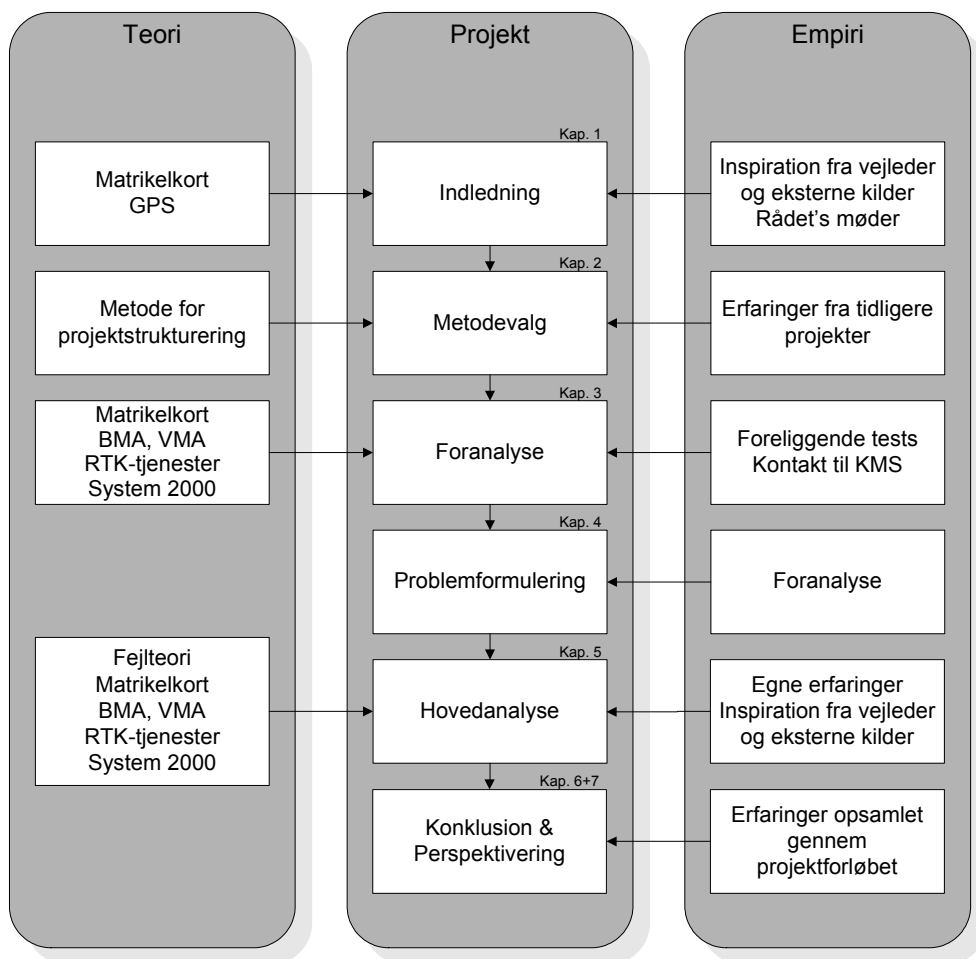 Teori
Projekt
Empiri
Matrikelkort
GPS
Kap. 1
Indledning
Inspiration fra vejleder
og eksterne kilder
Rådet's møder
Metode for
projektstrukturering
Kap. 2
Metodevalg
Erfaringer fra tidligere
projekter
Matrikelkort
BMA, VMA
RTK-tjenester
System 2000
Kap. 3
Foranalyse
Foreliggende tests
Kontakt til KMS
Kap. 4
Problemformulering
Foranalyse
Fejlteori
Matrikelkort
BMA, VMA
RTK-tjenester
System 2000
Kap. 5
Hovedanalyse
Egne erfaringer
Inspiration fra vejleder
og eksterne kilder
Kap. 6+7
Konklusion &
Perspektivering
Erfaringer opsamlet
gennem
projektforløbet